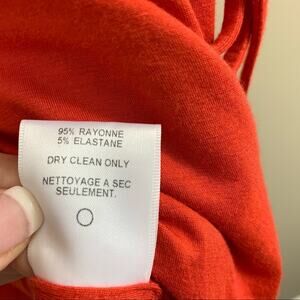 95% RAYONNE
5% ELASTANE
DRY CLEAN ONLY
NETTOYAGE A SEC
SEULEMENT.